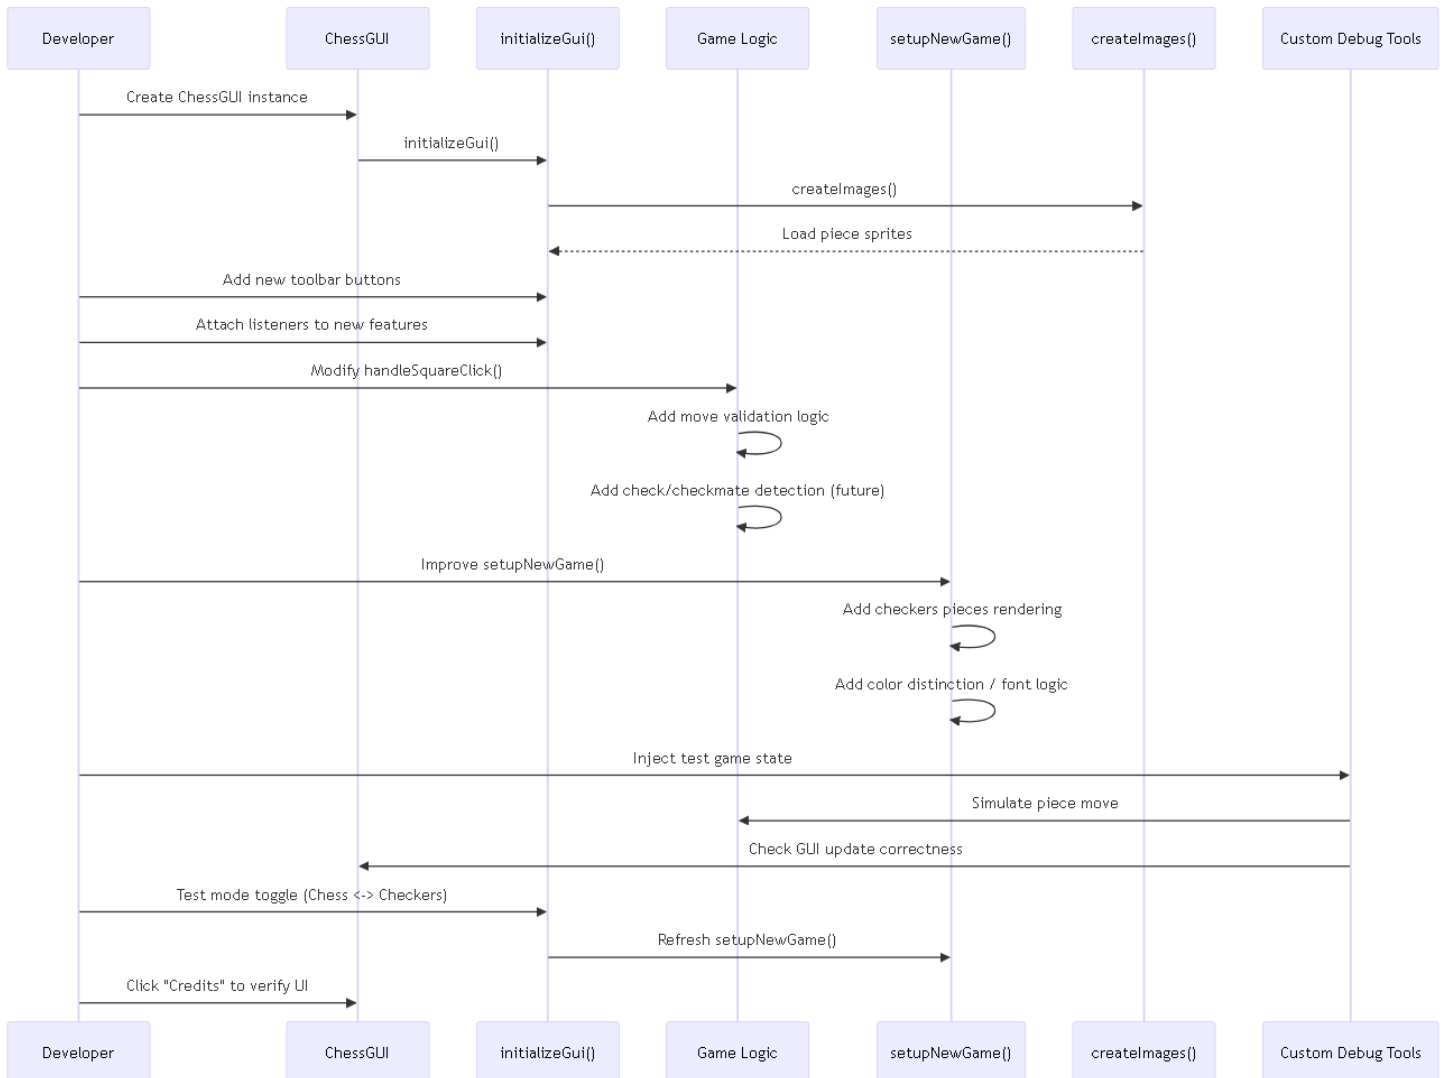 Developer
ChessGUI
initializeGui()
Game Logic
setupNewGame()
createImages()
Custom Debug Tools
Create ChessGUI instance
initializeGui()
createImages()
Load piece sprites
Add new toolbar buttons
Attach listeners to new features
Modify handleSquareClick()
Add move validation logic
Add check/checkmate detection (future)
Improve setupNewGame()
Add checkers pieces rendering
Add color distinction / font logic
Inject test game state
Simulate piece move
Check GUI update correctness
Test mode toggle (Chess <-> Checkers)
Refresh setupNewGame()
Click "Credits" to verify UI
Developer
ChessGUI
initializeGui()
Game Logic
setupNewGame()
createImages()
Custom Debug Tools